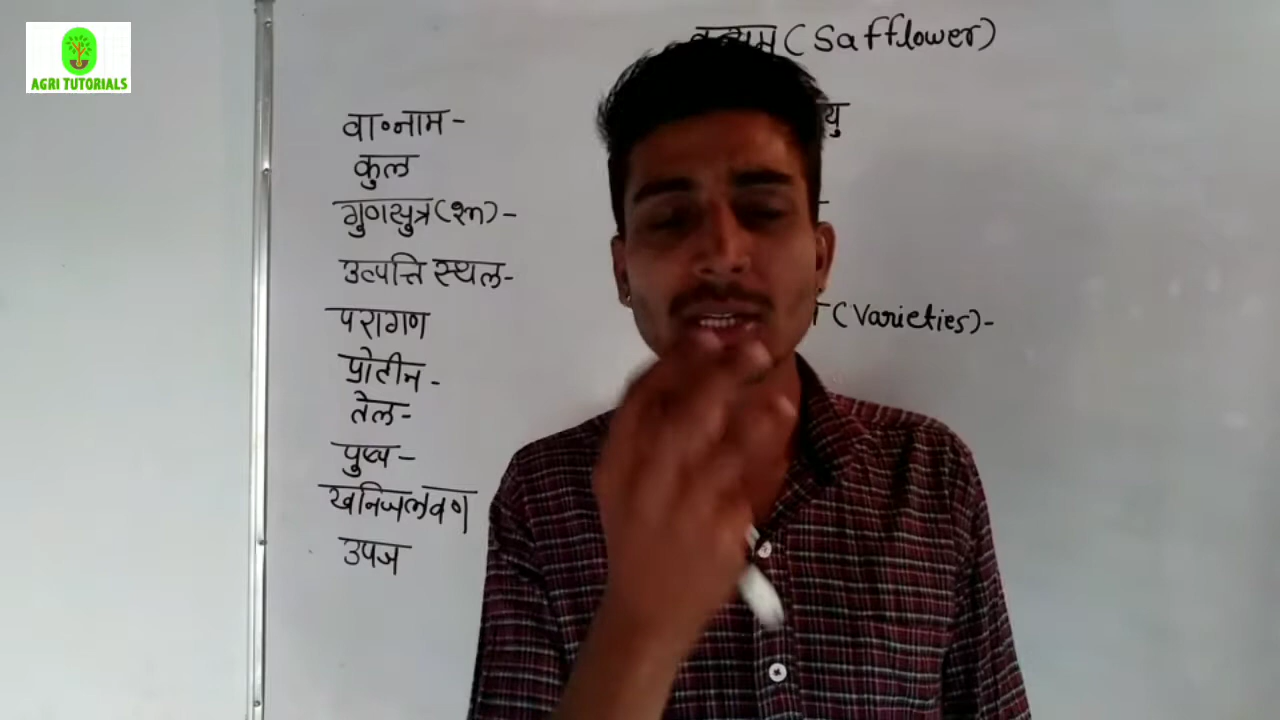 AGRI TUTORIALS
(Safflower)
वा॰नाम -
कुल
गुणसुत्र (2n) -
उत्पत्ति स्थल-
परागण
(Varieties)-
प्रोटीन -
तेल-
पुष्प -
खनिजलवण
उपज